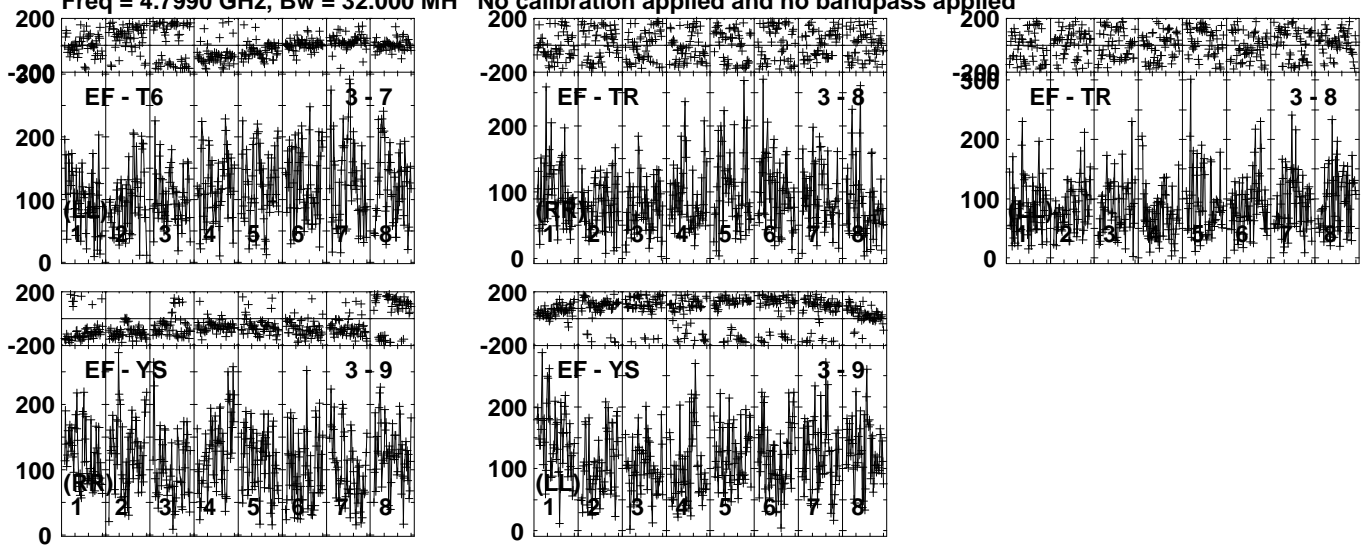 Freq = 4.7990 GHz, Bw = 32.000 MH No calibration applied and no bandpass applied
200 200 200
-200 -200 -200
300 300
EF - T6 3 - 7 EF - TR 3 - 8 EF - TR 3 - 8
200 200 200
100 100 100
(LL) (RR) (LL)
1 2 3 4 5 6 7 8 1 2 3 4 5 6 7 8 1 2 3 4 5 6 7 8
0 0 0
200 200
-200 -200
EF - YS 3 - 9 EF - YS 3 - 9
200 200
100 100
(RR) (LL)
1 2 3 4 5 6 7 8 1 2 3 4 5 6 7 8
0 0